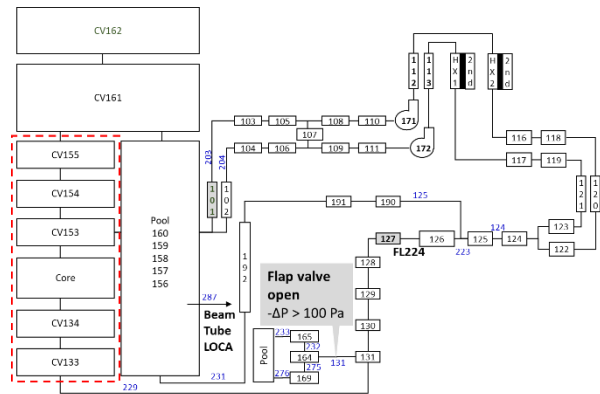 CV162
CV161
CV155
CV154
CV153
Core
CV134
CV133
229
Pool
160
159
158
157
156
231
287
Beam
Tube
LOCA
203
204
101
102
103
105
107
108
110
171
104
106
109
111
172
112
113
HX1
2nd
HX2
2nd
116
118
117
119
121
120
123
122
124
124
125
223
126
127
FL224
125
190
191
192
128
129
130
131
131
Flap valve
open
-ΔP > 100 Pa
Pool
233
165
232
164
275
276
169